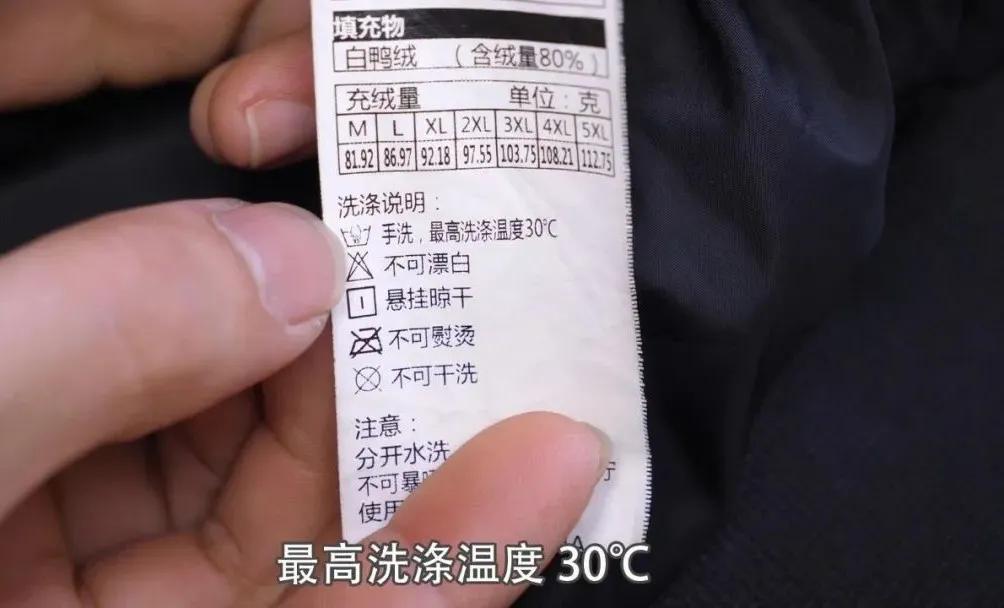 填充物
白鸭绒 （含绒量80%）
充绒量 单位：克
M L XL 2XL 3XL 4XL 5XL
81.92 86.97 92.18 97.55 103.75 108.21 112.75
洗涤说明：
手洗，最高洗涤温度30℃
不可漂白
悬挂晾干
不可熨烫
不可干洗
注意：
分开水洗
不可暴
使用
最高洗涤温度 30℃